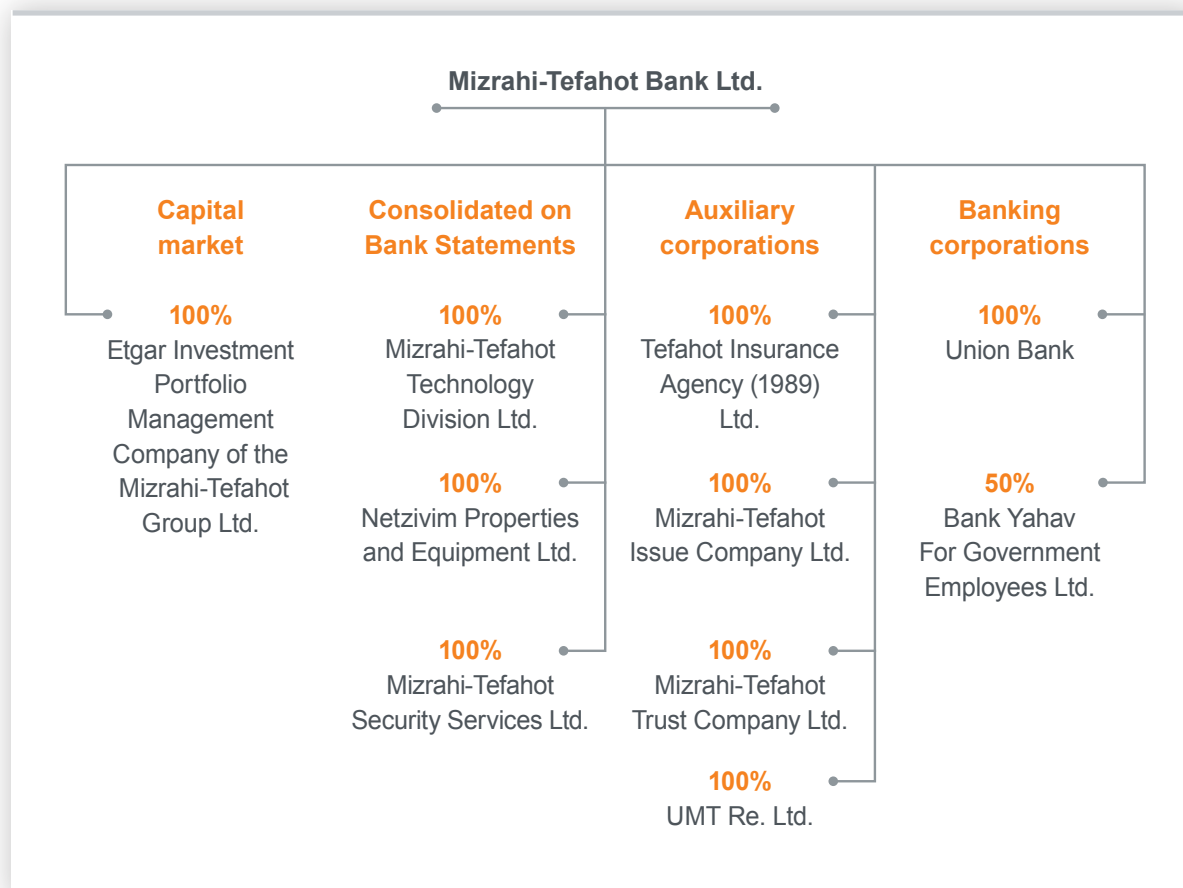 Mizrahi-Tefahot Bank Ltd.
Capital
market
100%
Etgar Investment
Portfolio
Management
Company of the
Mizrahi-Tefahot
Group Ltd.
Consolidated on
Bank Statements
100%
Mizrahi-Tefahot
Technology
Division Ltd.
100%
Netzivim Properties
and Equipment Ltd.
100%
Mizrahi-Tefahot
Security Services Ltd.
Auxiliary
corporations
100%
Tefahot Insurance
Agency (1989)
Ltd.
100%
Mizrahi-Tefahot
Issue Company Ltd.
100%
Mizrahi-Tefahot
Trust Company Ltd.
100%
UMT Re. Ltd.
Banking
corporations
100%
Union Bank
50%
Bank Yahav
For Government
Employees Ltd.